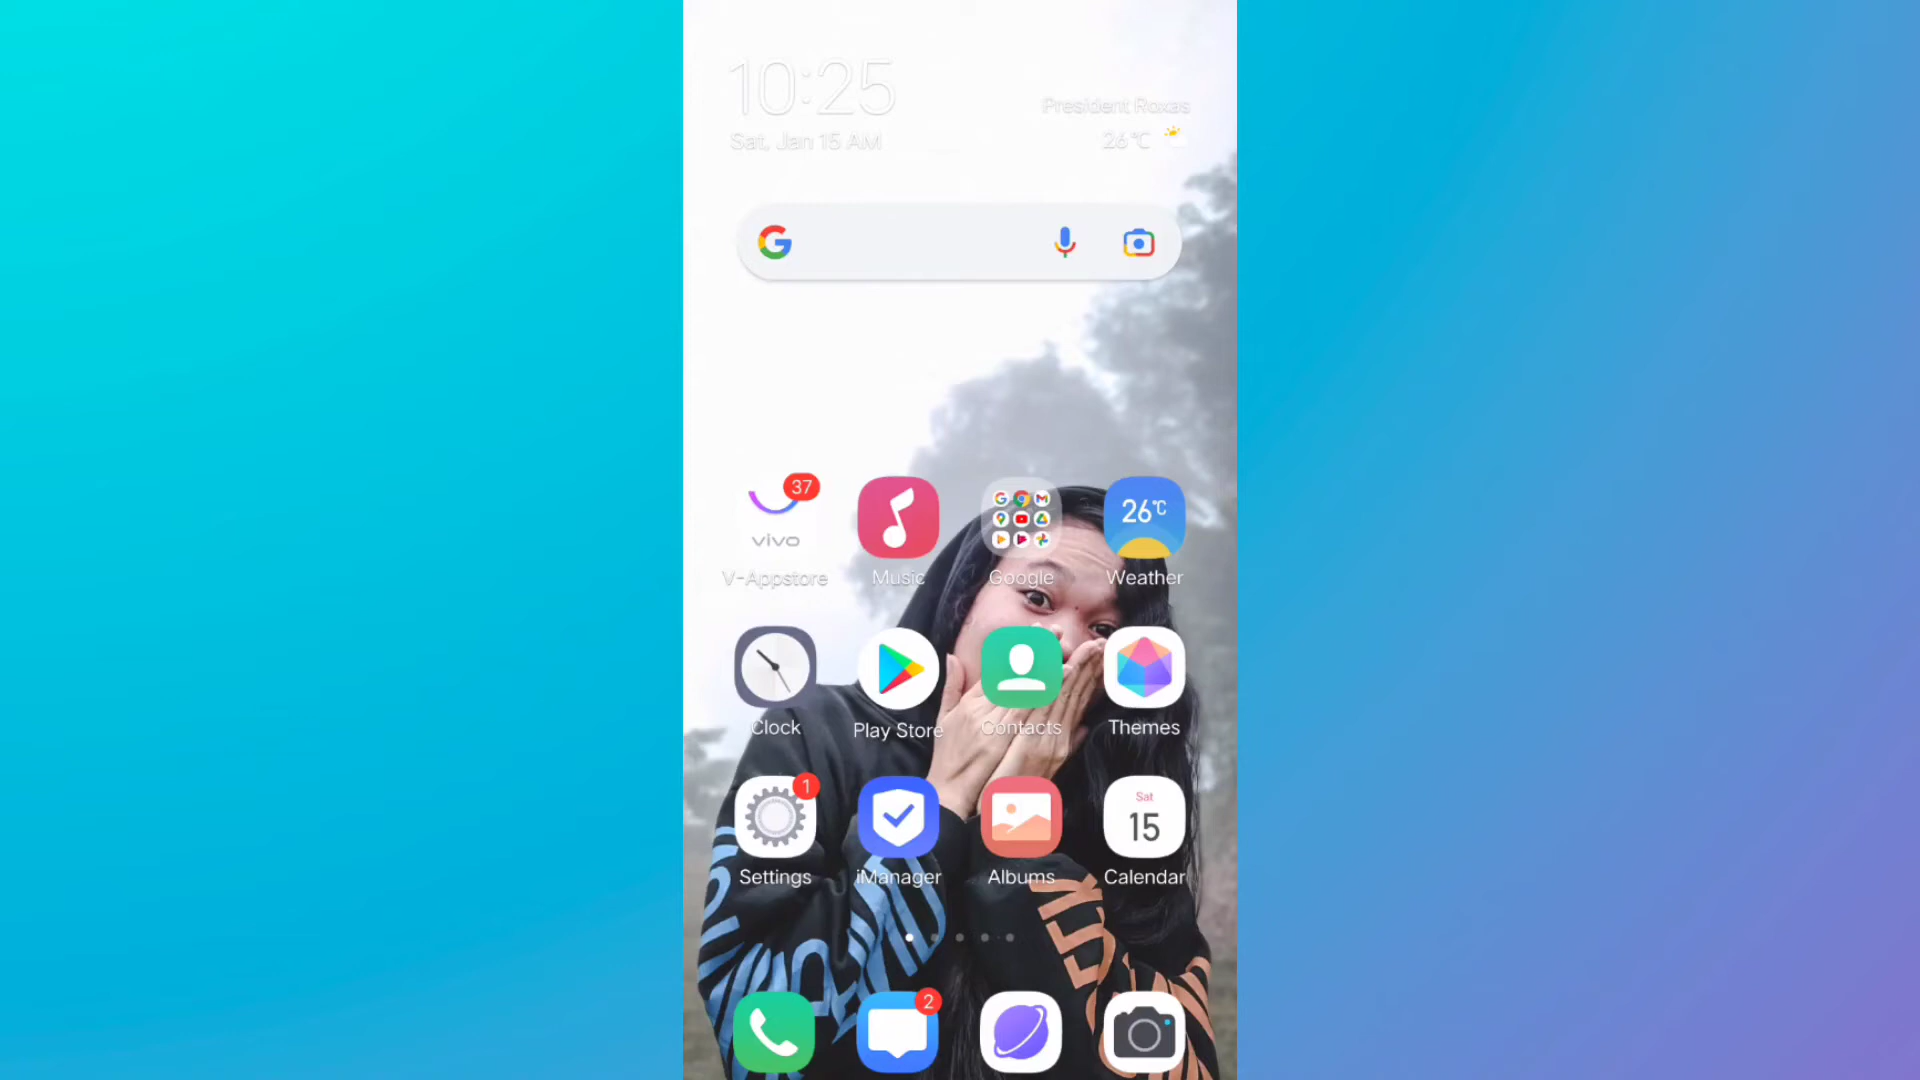 10:25
Sat, Jan 15 AM
President Roxas
26°C
37
vivo
26°C
V-Appstore
Music
Google
Weather
Clock
Play Store
Contacts
Themes
1
Sat
15
Settings
iManager
Albums
Calendar
2